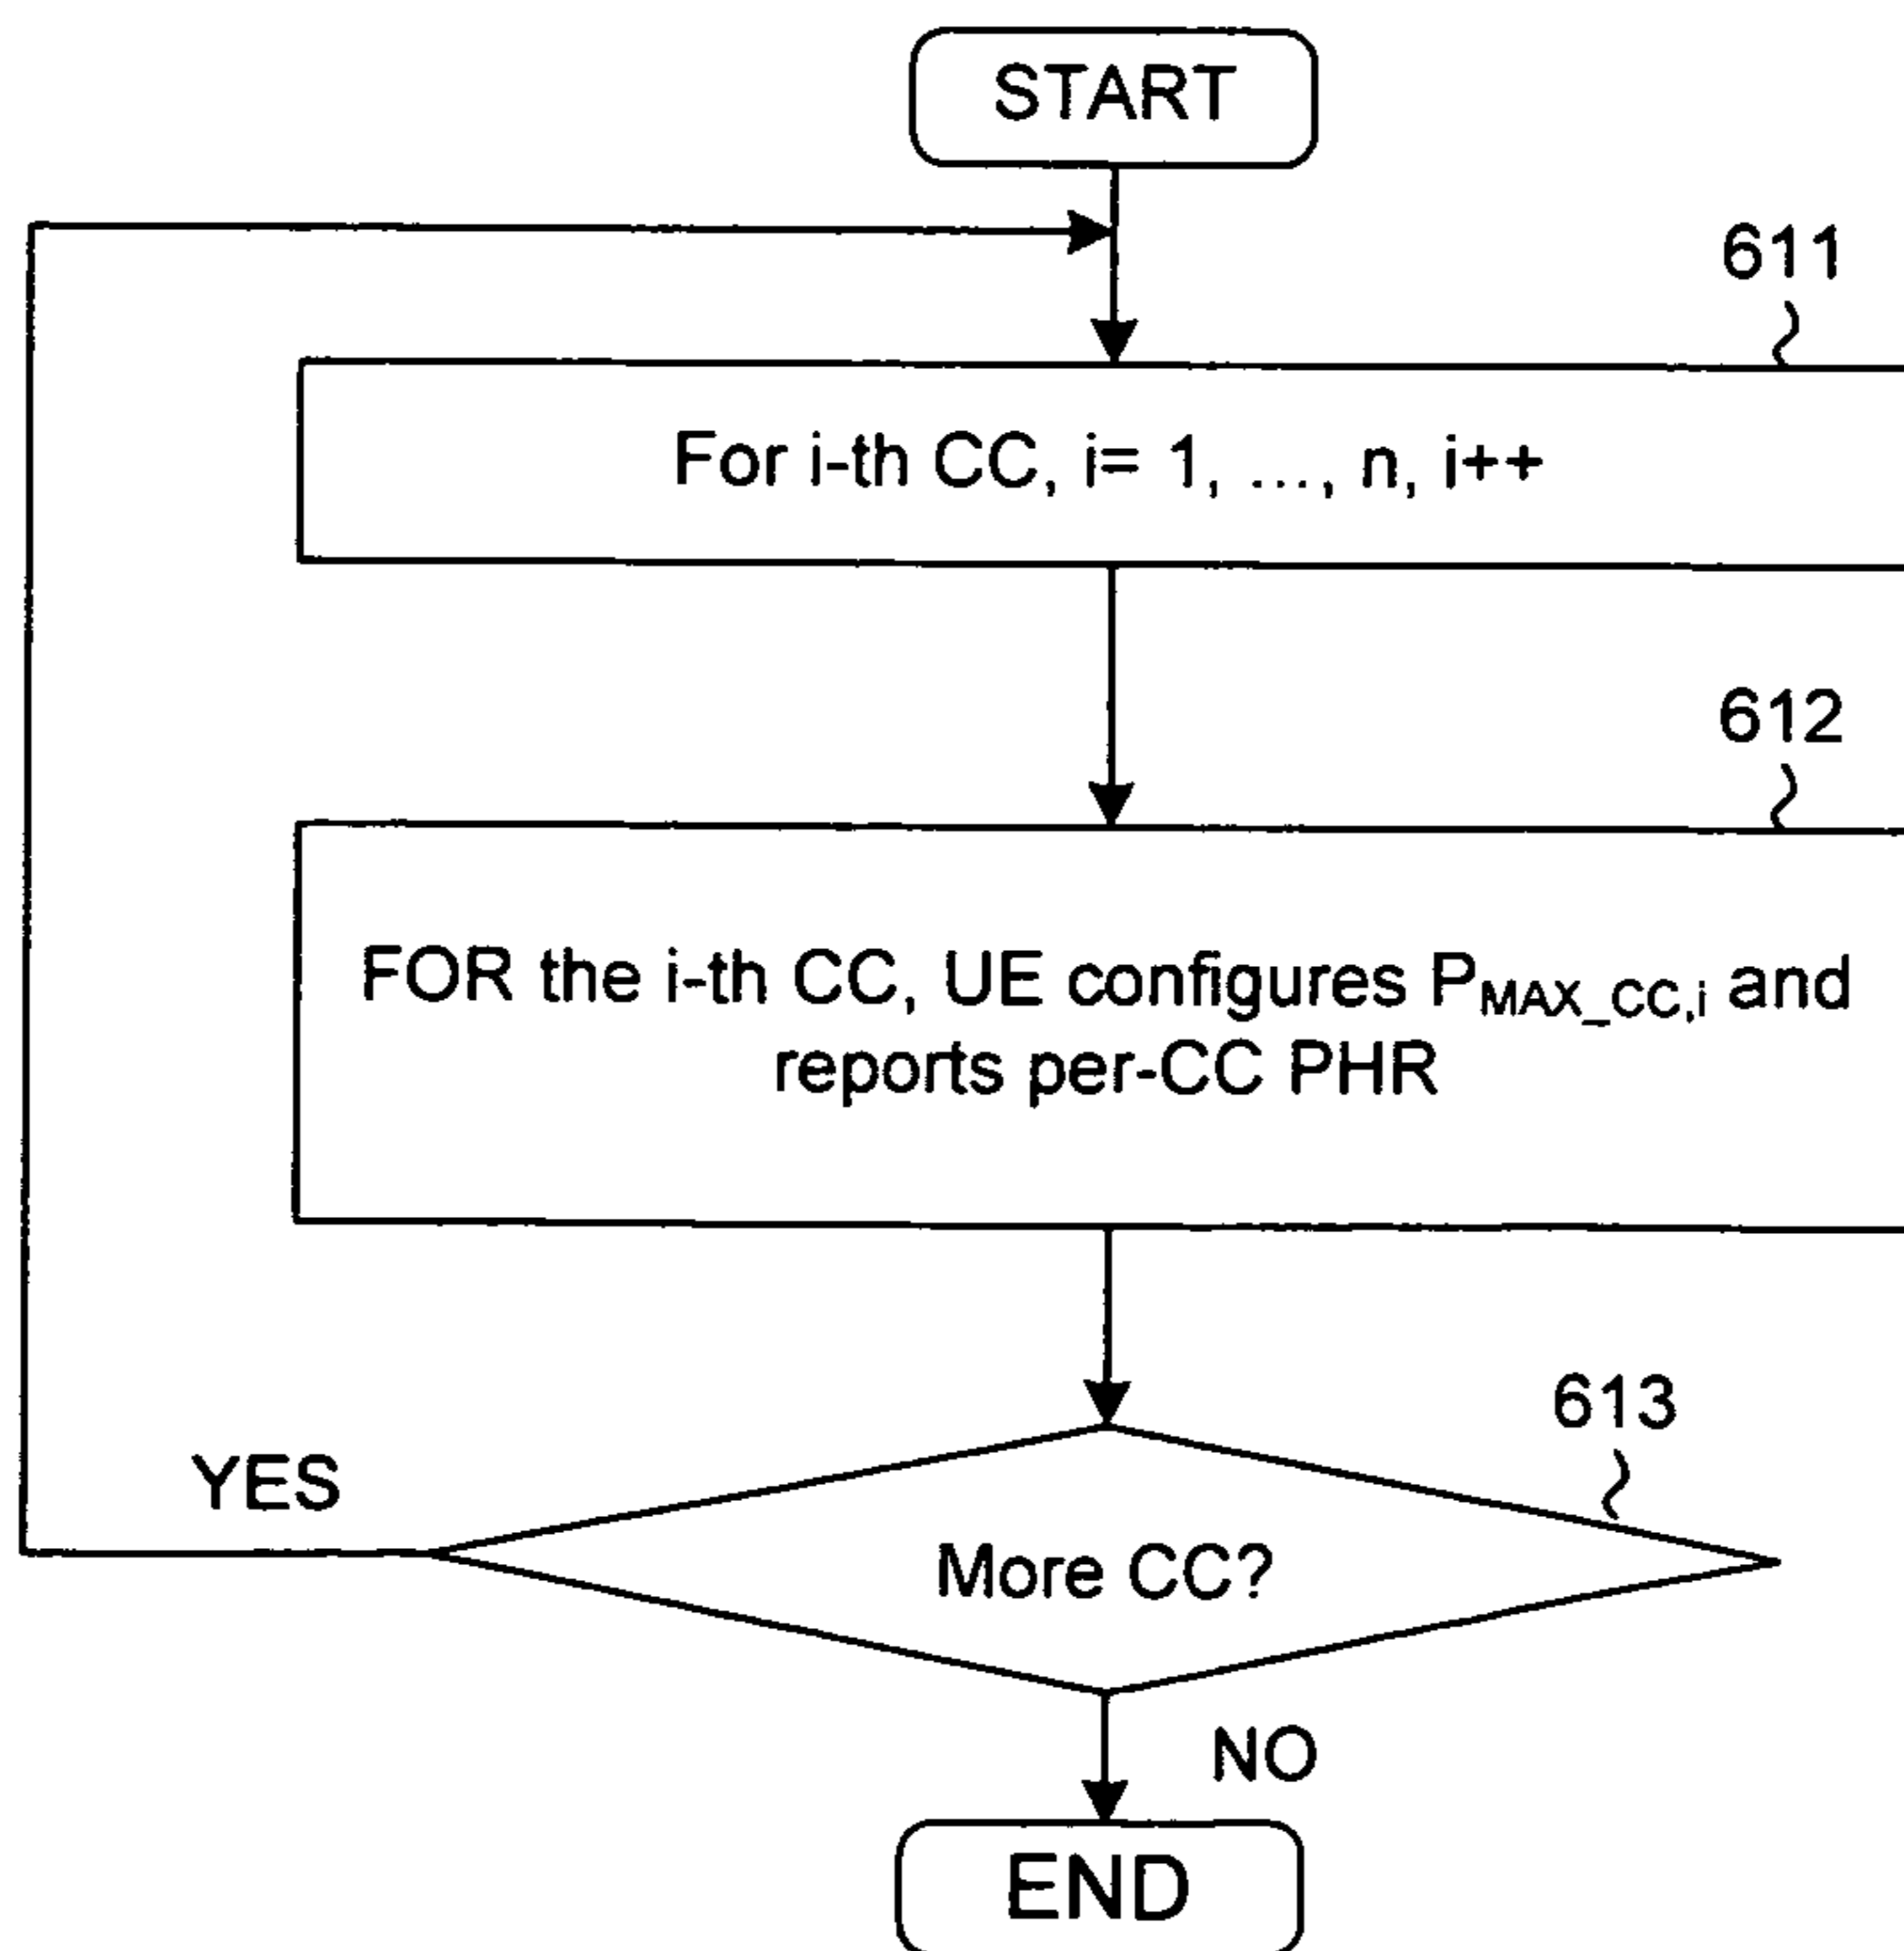 START
611
For i-th CC, i= 1, ..., n, i++
612
FOR the i-th CC, UE configures P_MAX_CC,i and
reports per-CC PHR
613
YES
More CC?
NO
END